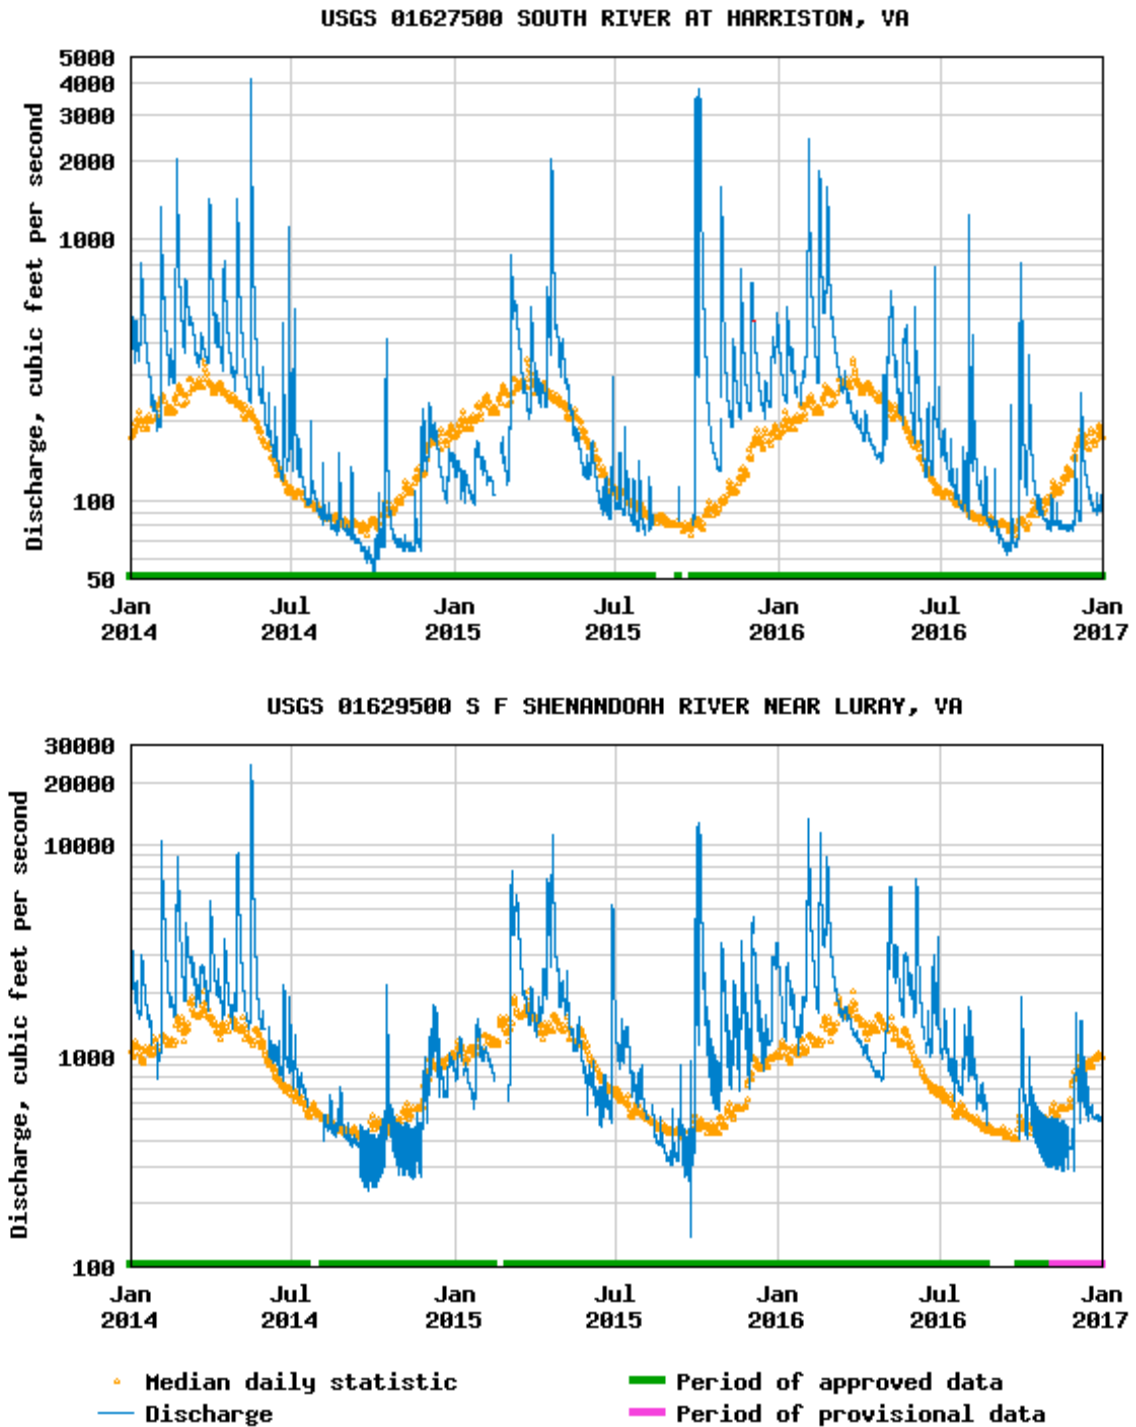 USGS 01627500 SOUTH RIVER AT HARRISTON, VA
Discharge, cubic feet per second
5000
4000
3000
2000
1000
100
50
Jan Jul Jan Jul Jan Jul Jan
2014 2014 2015 2015 2016 2016 2017
USGS 01629500 S F SHENANDOAH RIVER NEAR LURAY, VA
Discharge, cubic feet per second
30000
20000
10000
1000
100
Jan Jul Jan Jul Jan Jul Jan
2014 2014 2015 2015 2016 2016 2017
Median daily statistic Period of approved data
Discharge Period of provisional data